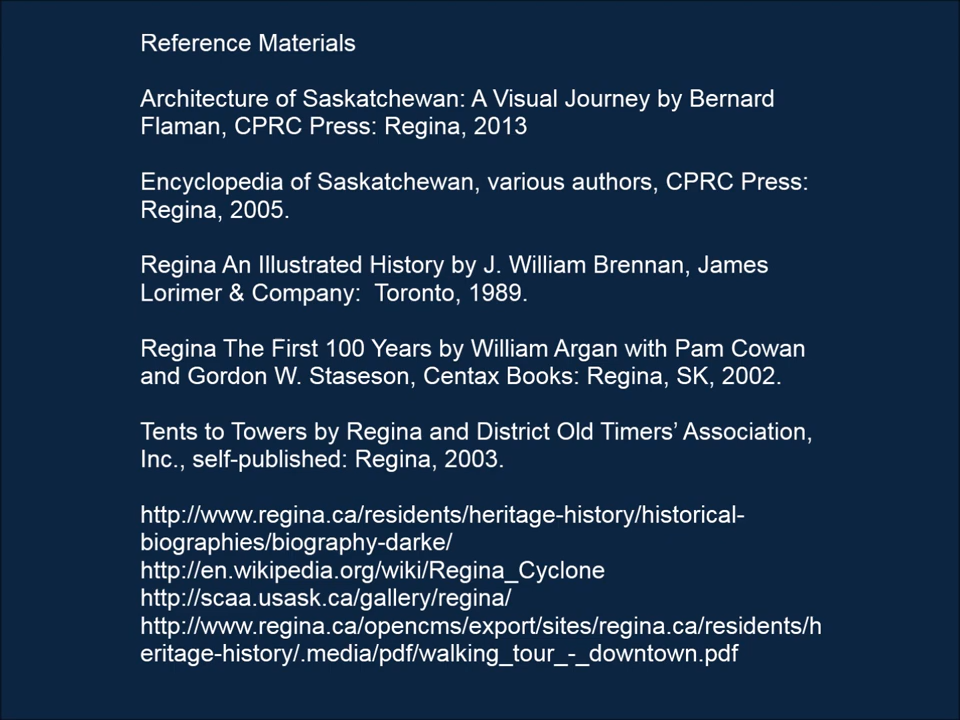 Reference Materials
Architecture of Saskatchewan: A Visual Journey by Bernard
Flaman, CPRC Press: Regina, 2013
Encyclopedia of Saskatchewan, various authors, CPRC Press:
Regina, 2005.
Regina An Illustrated History by J. William Brennan, James
Lorimer & Company:  Toronto, 1989.
Regina The First 100 Years by William Argan with Pam Cowan
and Gordon W. Staseson, Centax Books: Regina, SK, 2002.
Tents to Towers by Regina and District Old Timers’ Association,
Inc., self-published: Regina, 2003.
http://www.regina.ca/residents/heritage-history/historical-
biographies/biography-darke/
http://en.wikipedia.org/wiki/Regina_Cyclone
http://scaa.usask.ca/gallery/regina/
http://www.regina.ca/opencms/export/sites/regina.ca/residents/h
eritage-history/.media/pdf/walking_tour_-_downtown.pdf